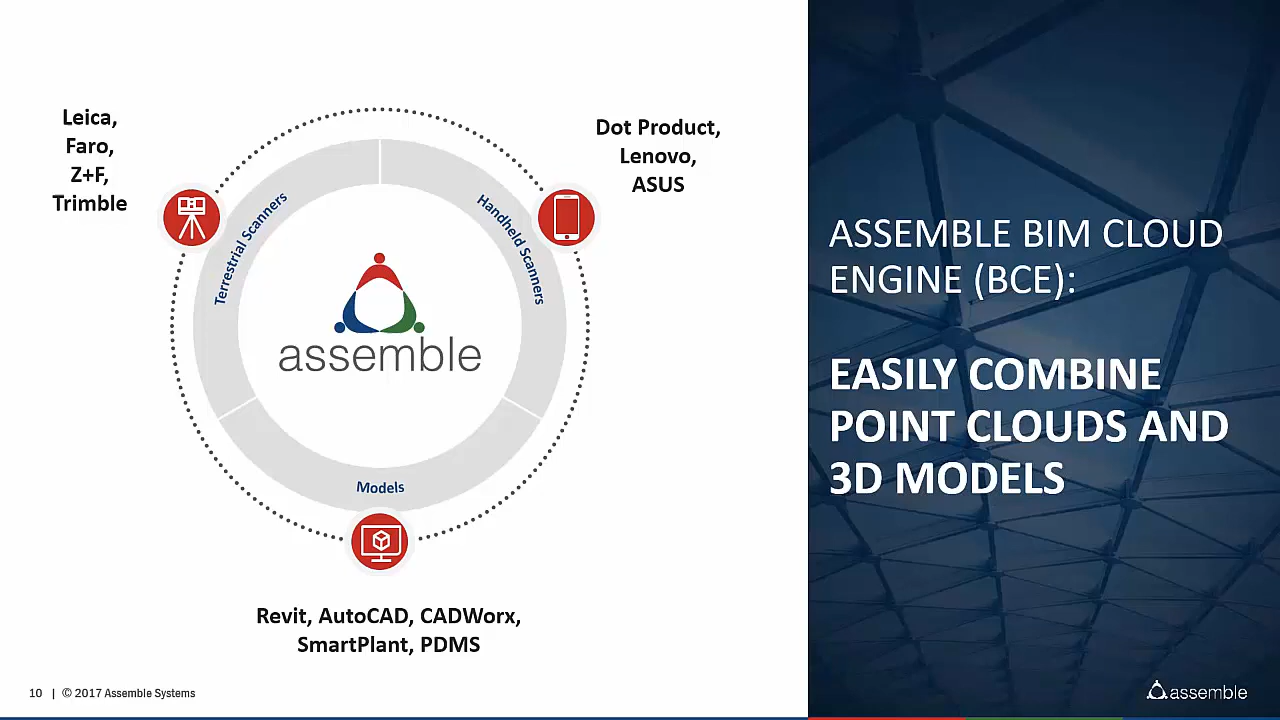 Leica,
Faro,
Z+F,
Trimble
Dot Product,
Lenovo,
ASUS
Terrestrial Scanners
Handheld Scanners
assemble
Models
Revit, AutoCAD, CADWorx,
SmartPlant, PDMS
10 | © 2017 Assemble Systems
ASSEMBLE BIM CLOUD
ENGINE (BCE):
EASILY COMBINE
POINT CLOUDS AND
3D MODELS
assemble